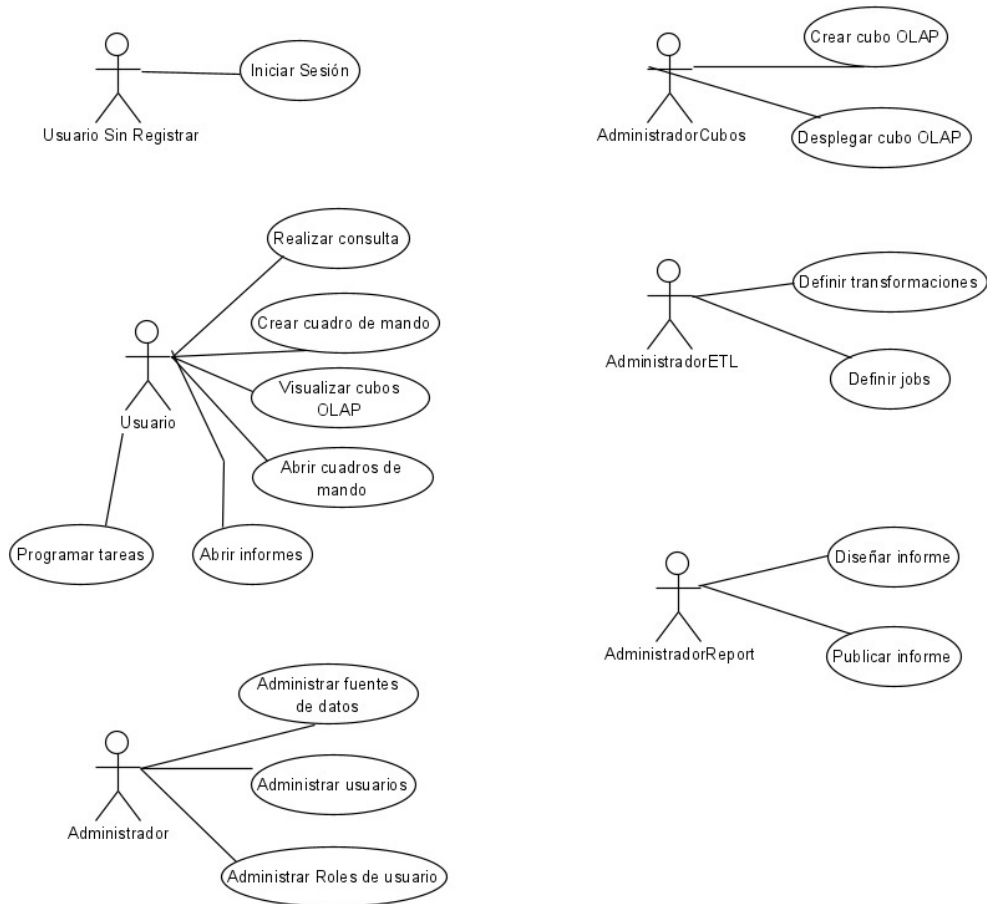 Iniciar Sesión
Usuario Sin Registrar
Crear cubo OLAP
AdministradorCubos
Desplegar cubo OLAP
Realizar consulta
Crear cuadro de mando
Visualizar cubos
OLAP
Usuario
Abrir cuadros de
mando
Programar tareas
Abrir informes
Definir transformaciones
AdministradorETL
Definir jobs
Diseñar informe
AdministradorReport
Publicar informe
Administrar fuentes
de datos
Administrar usuarios
Administrador
Administrar Roles de usuario